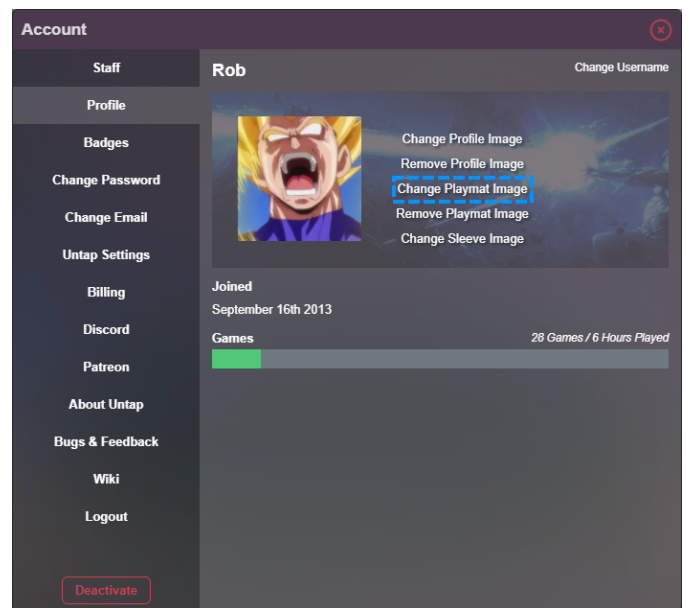 Account
Staff
Profile
Badges
Change Password
Change Email
Untap Settings
Billing
Discord
Patreon
About Untap
Bugs & Feedback
Wiki
Logout
Deactivate
Rob
Change Username
Change Profile Image
Remove Profile Image
Change Playmat Image
Remove Playmat Image
Change Sleeve Image
Joined
September 16th 2013
Games
28 Games / 6 Hours Played